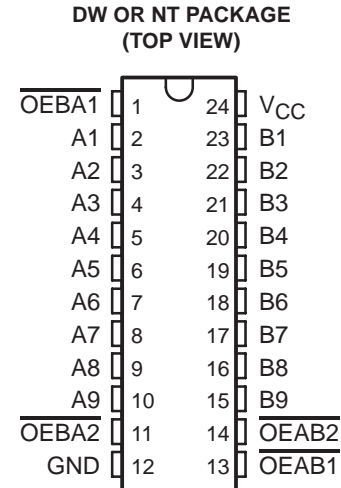 DW OR NT PACKAGE
(TOP VIEW)
OEBA1 1 24 VCC
A1 2 23 B1
A2 3 22 B2
A3 4 21 B3
A4 5 20 B4
A5 6 19 B5
A6 7 18 B6
A7 8 17 B7
A8 9 16 B8
A9 10 15 B9
OEBA2 11 14 OEAB2
GND 12 13 OEAB1